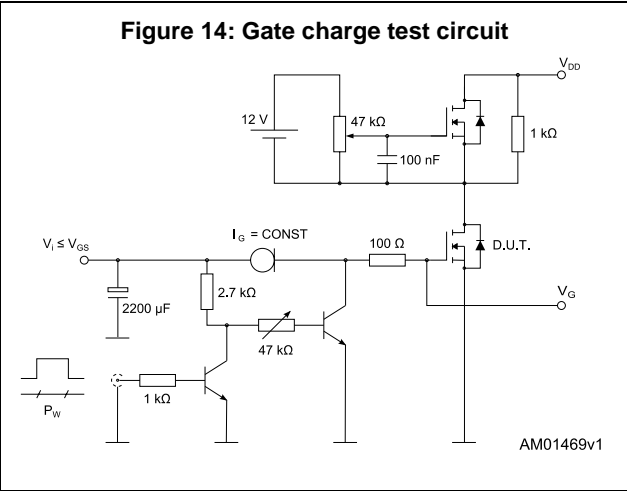 Figure 14: Gate charge test circuit
V_DD
12 V
47 kΩ
1 kΩ
100 nF
I_G = CONST
V_i ≤ V_GS
100 Ω
D.U.T.
2.7 kΩ
2200 μF
V_G
47 kΩ
1 kΩ
P_W
AM01469v1